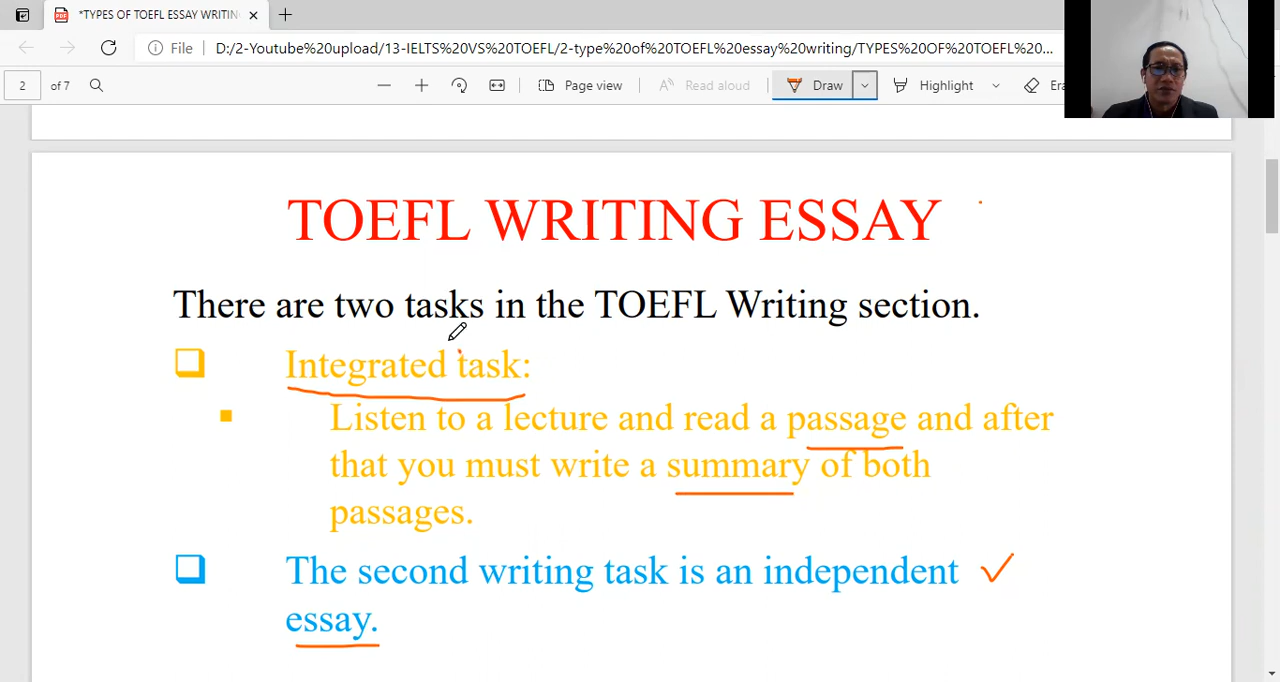 *TYPES OF TOEFL ESSAY WRITIN
File D:/2-Youtube%20upload/13-IELTS%20VS%20TOEFL/2-type%20of%20TOEFL%20essay%20writing/TYPES%20OF%20TOEFL%20...
2 of 7 Page view Read aloud Draw Highlight Era
TOEFL WRITING ESSAY
There are two tasks in the TOEFL Writing section.
Integrated task:
Listen to a lecture and read a passage and after
that you must write a summary of both
passages.
The second writing task is an independent
essay.